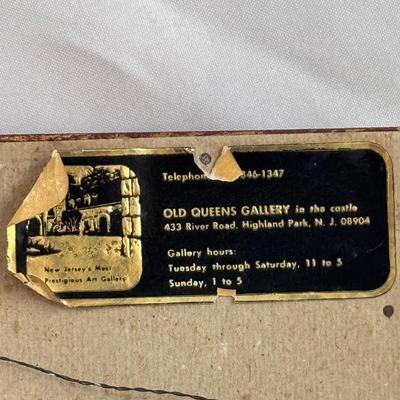 Telephone 846-1347
OLD QUEENS GALLERY in the castle
433 River Road, Highland Park, N. J. 08904
Gallery hours:
Tuesday through Saturday, 11 to 5
Sunday, 1 to 5
New Jersey's Most
Prestigious Art Gallery